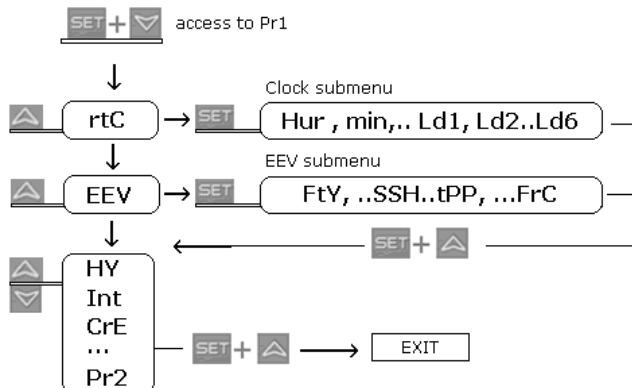 SET + access to Pr1
Clock submenu
rtC SET Hur , min,.. Ld1, Ld2..Ld6
EEV submenu
EEV SET FtY, ..SSH..tPP, ...FrC
SET +
HY
Int
CrE
...
SET + EXIT
Pr2